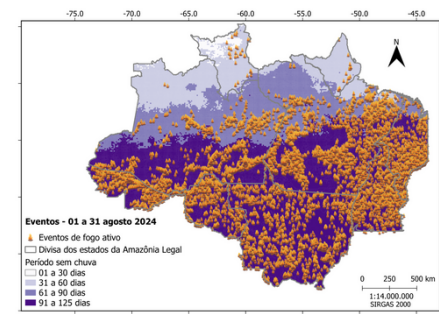 -75.0 -70.0 -65.0 -60.0 -55.0 -50.0 -45.0
N
Eventos - 01 a 31 agosto 2024
Eventos de fogo ativo
Divisa dos estados da Amazônia Legal
Período sem chuva
01 a 30 dias
31 a 60 dias
61 a 90 dias
91 a 125 dias
0 250 500 km
1:14.000.000
SIRGAS 2000